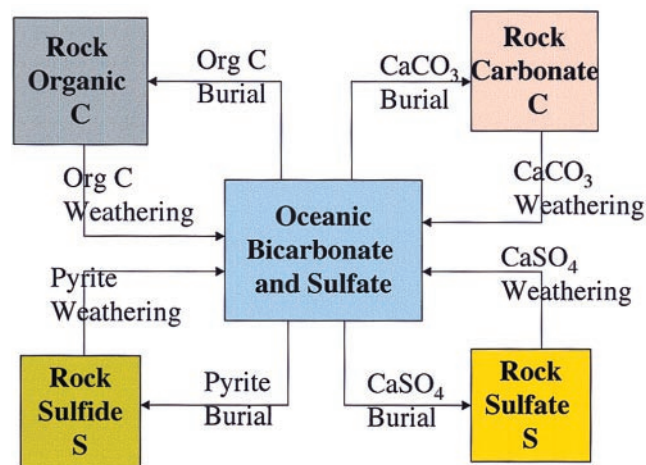 Rock
Organic
C
Org C
Burial
CaCO₃
Burial
Rock
Carbonate
C
Org C
Weathering
CaCO₃
Weathering
Oceanic
Bicarbonate
and Sulfate
Pyrite
Weathering
CaSO₄
Weathering
Rock
Sulfide
S
Pyrite
Burial
CaSO₄
Burial
Rock
Sulfate
S